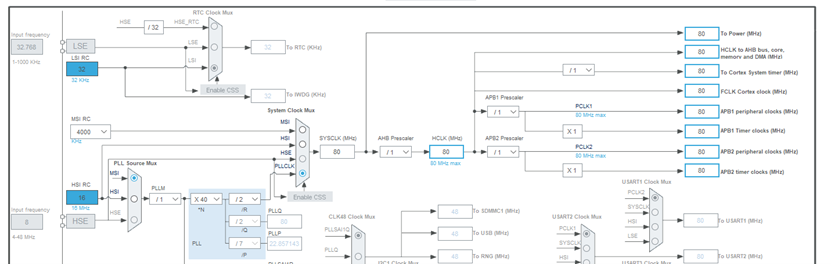 RTC Clock Mux
HSE
/ 32
HSE_RTC
Input frequency
32.768
1-1000 KHz
LSE
LSE
LSI RC
32
32 KHz
LSI
32
To RTC (KHz)
Enable CSS
32
To IWDG (KHz)
System Clock Mux
MSI RC
4000
KHz
MSI
HSI
HSE
PLLCLK
Enable CSS
SYSCLK (MHz)
80
AHB Prescaler
/ 1
HCLK (MHz)
80
80 MHz max
80
To Power (MHz)
80
HCLK to AHB bus, core,
memory and DMA (MHz)
/ 1
80
To Cortex System timer (MHz)
80
FCLK Cortex clock (MHz)
APB1 Prescaler
/ 1
PCLK1
80 MHz max
80
APB1 peripheral clocks (MHz)
X 1
80
APB1 Timer clocks (MHz)
APB2 Prescaler
/ 1
PCLK2
80 MHz max
80
APB2 peripheral clocks (MHz)
X 1
80
APB2 timer clocks (MHz)
PLL Source Mux
MSI
HSI
HSE
HSI RC
16
16 MHz
Input frequency
8
4-48 MHz
HSE
PLLM
/ 1
X 40
*N
/ 2
/R
/ 2
/Q
/ 7
/P
PLL
PLLQ
80
PLLP
22.857143
CLK48 Clock Mux
PLLSAI1Q
PLLQ
40
To SDMMC1 (MHz)
40
To USB (MHz)
40
To RNG (MHz)
USART1 Clock Mux
PCLK2
SYSCLK
HSI
LSE
80
To USART1 (MHz)
USART2 Clock Mux
PCLK1
SYSCLK
HSI
80
To USART2 (MHz)